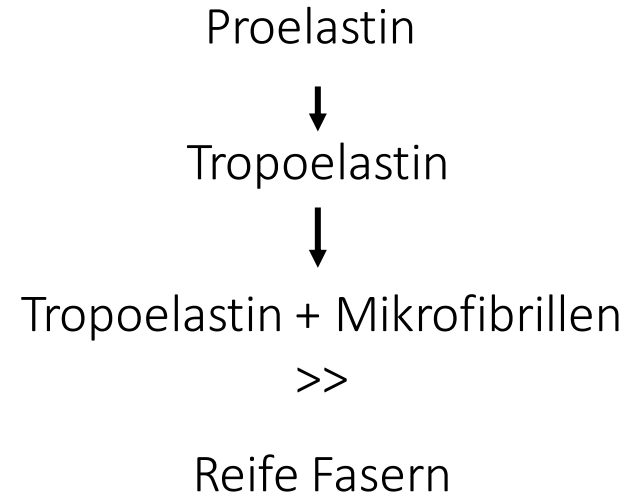 Proelastin
Tropoelastin
Tropoelastin + Mikrofibrillen
>>
Reife Fasern